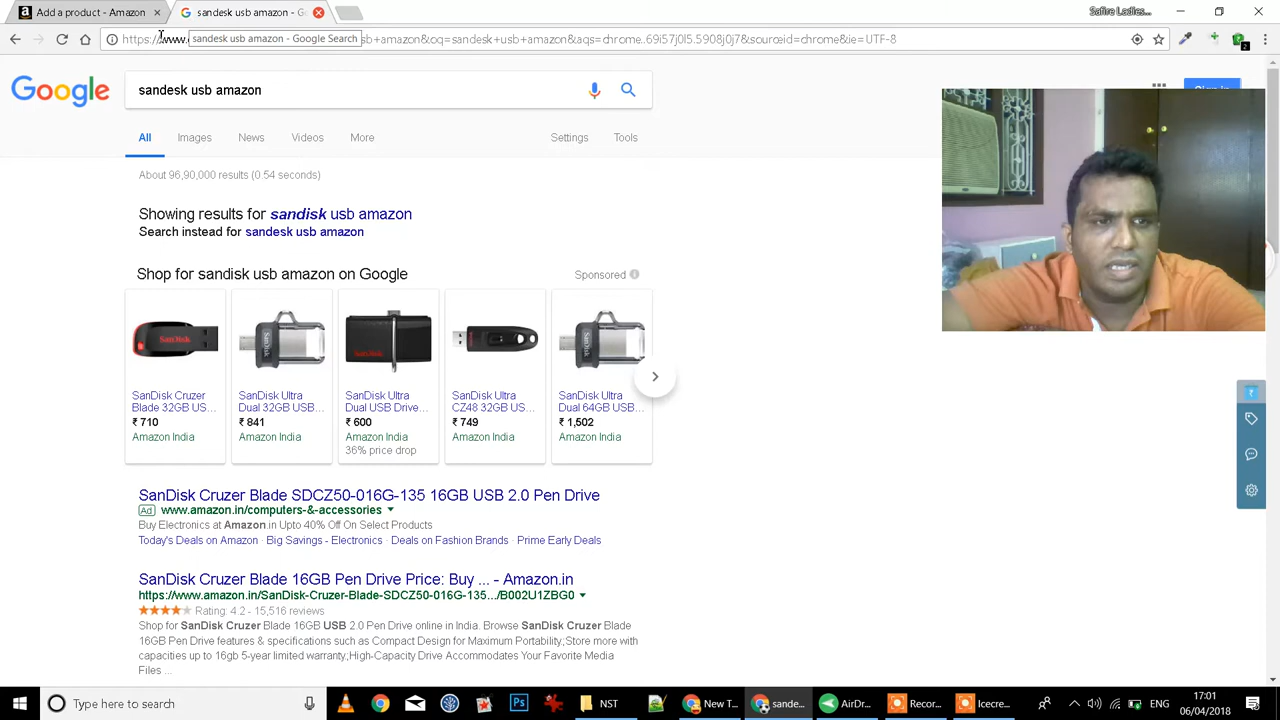 Add a product - Amazon
sandesk usb amazon - G
Safire Ladies...
https://www.
sandesk usb amazon - Google Search
sb+amazon&oq=sandesk+usb+amazon&aqs=chrome..69i57j0l5.5908j0j7&sourceid=chrome&ie=UTF-8
Google
sandesk usb amazon
Sign in
All
Images
News
Videos
More
Settings
Tools
About 96,90,000 results (0.54 seconds)
Showing results for sandisk usb amazon
Search instead for sandesk usb amazon
Shop for sandisk usb amazon on Google
Sponsored
SanDisk Cruzer
Blade 32GB US...
₹ 710
Amazon India
SanDisk Ultra
Dual 32GB USB...
₹ 841
Amazon India
SanDisk Ultra
Dual USB Drive...
₹ 600
Amazon India
36% price drop
SanDisk Ultra
CZ48 32GB US...
₹ 749
Amazon India
SanDisk Ultra
Dual 64GB USB...
₹ 1,502
Amazon India
SanDisk Cruzer Blade SDCZ50-016G-135 16GB USB 2.0 Pen Drive
Ad www.amazon.in/computers-&-accessories
Buy Electronics at Amazon.in Upto 40% Off On Select Products
Today's Deals on Amazon · Big Savings - Electronics · Deals on Fashion Brands · Prime Early Deals
SanDisk Cruzer Blade 16GB Pen Drive Price: Buy ... - Amazon.in
https://www.amazon.in/SanDisk-Cruzer-Blade-SDCZ50-016G-135.../B002U1ZBG0
Rating: 4.2 - 15,516 reviews
Shop for SanDisk Cruzer Blade 16GB USB 2.0 Pen Drive online in India. Browse SanDisk Cruzer Blade
16GB Pen Drive features & specifications such as Compact Design for Maximum Portability,;Store more with
capacities up to 16gb 5-year limited warranty,;High-Capacity Drive Accommodates Your Favorite Media
Files ...
Type here to search
NST
New T...
sande...
AirDr...
Recor...
Icecre...
ENG
17:01
06/04/2018